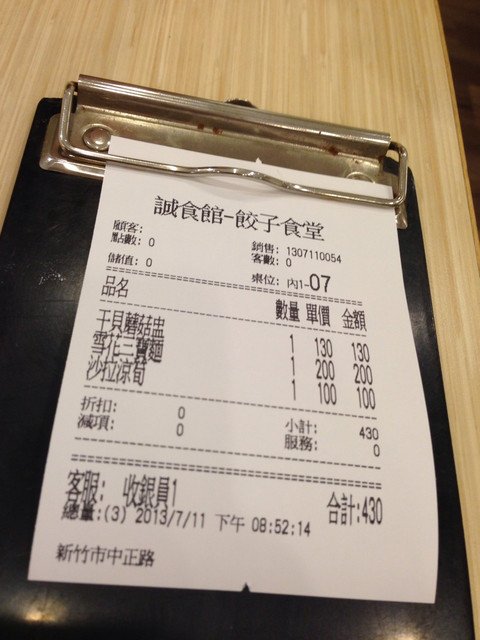 誠食館-餃子食堂
顧客:
點數: 0
銷售: 1307110054
客數: 0
儲值: 0
桌位: 內1-07
品名 數量 單價 金額
干貝蘑菇串 1 130 130
雪花三寶麵 1 200 200
沙拉涼筍 1 100 100
折扣: 0 小計: 430
減項: 0 服務: 0
客服: 收銀員1 合計:430
總量:(3) 2013/7/11 下午 08:52:14
新竹市中正路